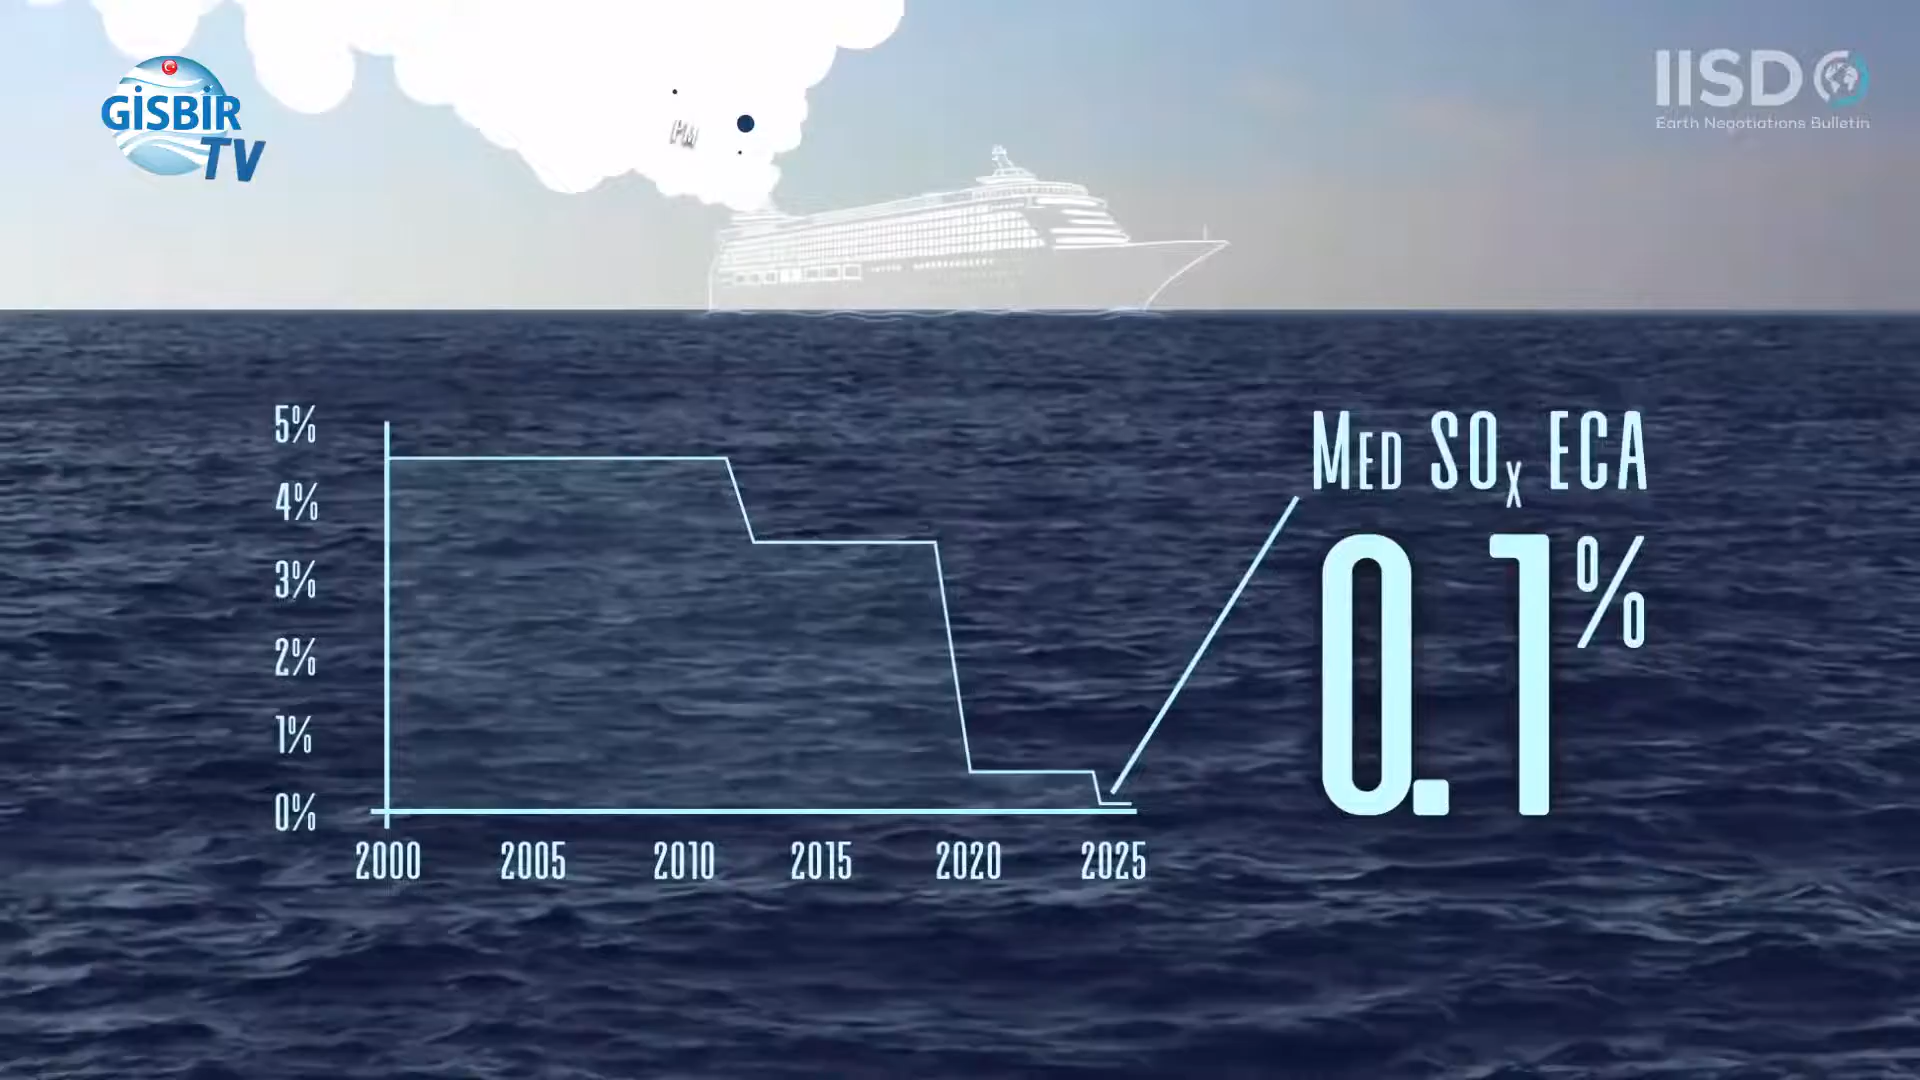 GİSBİR
TV
IISD
Earth Negotiations Bulletin
PM
5%
4%
3%
2%
1%
0%
2000 2005 2010 2015 2020 2025
MED SOX ECA
0.1%